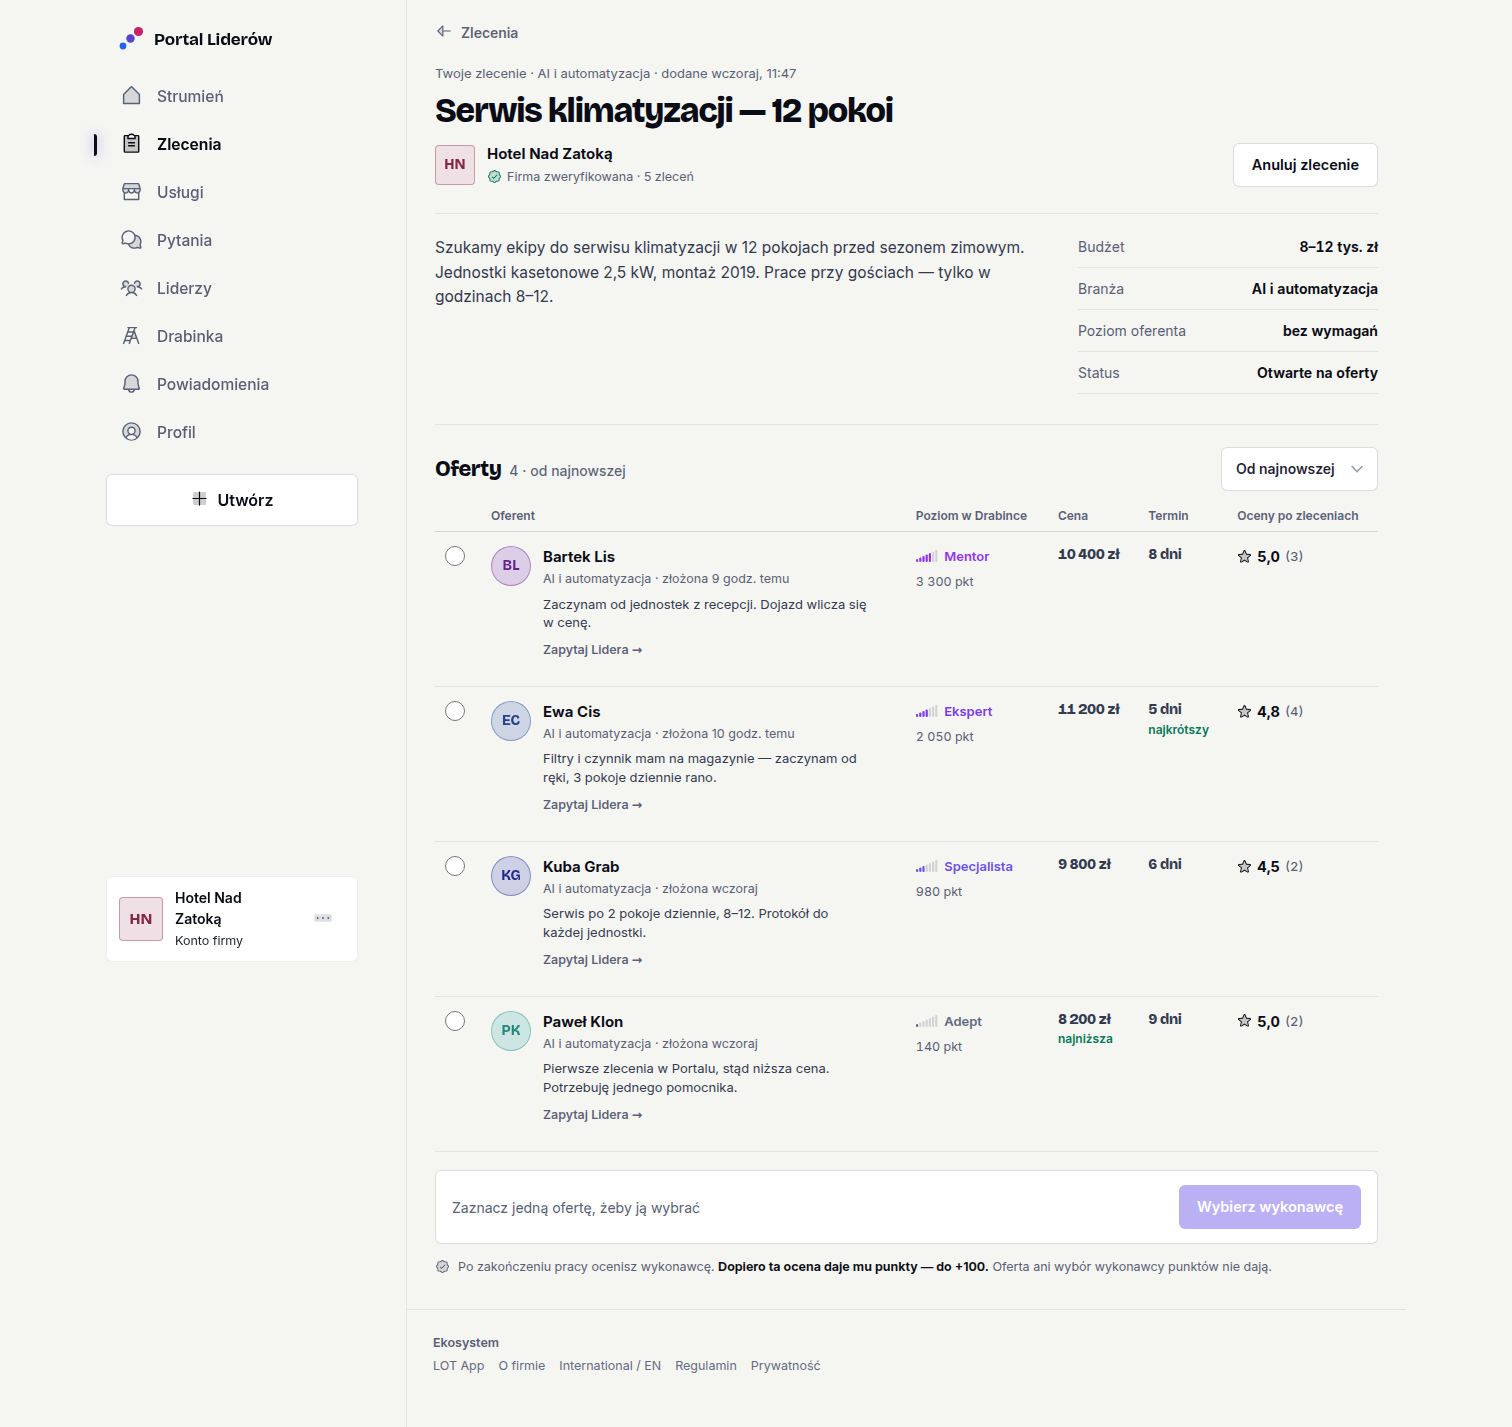 Portal Liderów
Strumień
Zlecenia
Usługi
Pytania
Liderzy
Drabinka
Powiadomienia
Profil
Utwórz
HN
Hotel Nad
Zatoką
Konto firmy
Zlecenia
Twoje zlecenie · AI i automatyzacja · dodane wczoraj, 11:47
Serwis klimatyzacji — 12 pokoi
HN
Hotel Nad Zatoką
Firma zweryfikowana · 5 zleceń
Anuluj zlecenie
Szukamy ekipy do serwisu klimatyzacji w 12 pokojach przed sezonem zimowym.
Jednostki kasetonowe 2,5 kW, montaż 2019. Prace przy gościach — tylko w
godzinach 8–12.
Budżet 8–12 tys. zł
Branża AI i automatyzacja
Poziom oferenta bez wymagań
Status Otwarte na oferty
Oferty 4 · od najnowszej
Od najnowszej
Oferent Poziom w Drabince Cena Termin Oceny po zleceniach
BL
Bartek Lis Mentor 10 400 zł 8 dni 5,0 (3)
AI i automatyzacja · złożona 9 godz. temu 3 300 pkt
Zaczynam od jednostek z recepcji. Dojazd wlicza się
w cenę.
Zapytaj Lidera →
EC
Ewa Cis Ekspert 11 200 zł 5 dni 4,8 (4)
AI i automatyzacja · złożona 10 godz. temu 2 050 pkt najkrótszy
Filtry i czynnik mam na magazynie — zaczynam od
ręki, 3 pokoje dziennie rano.
Zapytaj Lidera →
KG
Kuba Grab Specjalista 9 800 zł 6 dni 4,5 (2)
AI i automatyzacja · złożona wczoraj 980 pkt
Serwis po 2 pokoje dziennie, 8–12. Protokół do
każdej jednostki.
Zapytaj Lidera →
PK
Paweł Klon Adept 8 200 zł 9 dni 5,0 (2)
AI i automatyzacja · złożona wczoraj 140 pkt najniższa
Pierwsze zlecenia w Portalu, stąd niższa cena.
Potrzebuję jednego pomocnika.
Zapytaj Lidera →
Zaznacz jedną ofertę, żeby ją wybrać
Wybierz wykonawcę
Po zakończeniu pracy ocenisz wykonawcę. Dopiero ta ocena daje mu punkty — do +100. Oferta ani wybór wykonawcy punktów nie dają.
Ekosystem
LOT App O firmie International / EN Regulamin Prywatność